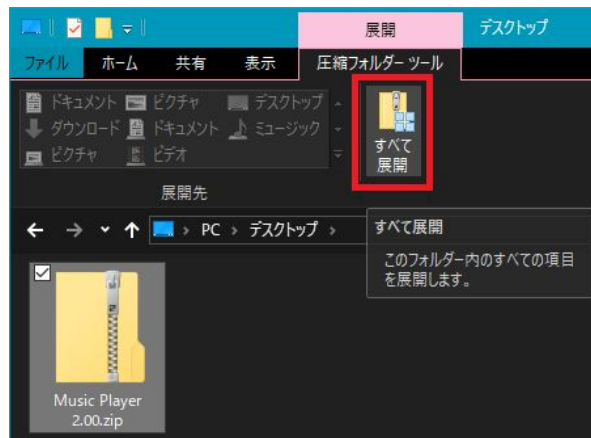 展開 デスクトップ
ファイル ホーム 共有 表示 圧縮フォルダー ツール
ドキュメント ピクチャ デスクトップ
ダウンロード ドキュメント ミュージック
ピクチャ ビデオ
すべて
展開
展開先
PC › デスクトップ ›
すべて展開
このフォルダー内のすべての項目
を展開します。
Music Player
2.00.zip